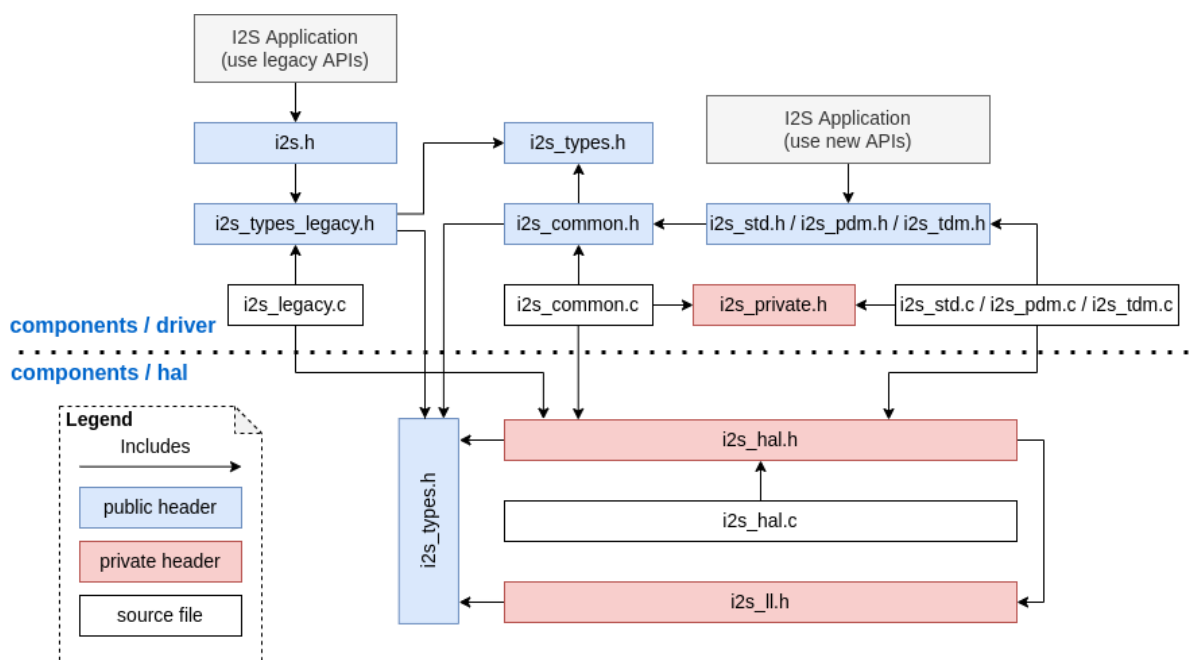 I2S Application
(use legacy APIs)
i2s.h
i2s_types.h
I2S Application
(use new APIs)
i2s_types_legacy.h
i2s_common.h
i2s_std.h / i2s_pdm.h / i2s_tdm.h
i2s_legacy.c
i2s_common.c
i2s_private.h
i2s_std.c / i2s_pdm.c / i2s_tdm.c
components / driver
components / hal
Legend
Includes
public header
private header
source file
i2s_types.h
i2s_hal.h
i2s_hal.c
i2s_ll.h